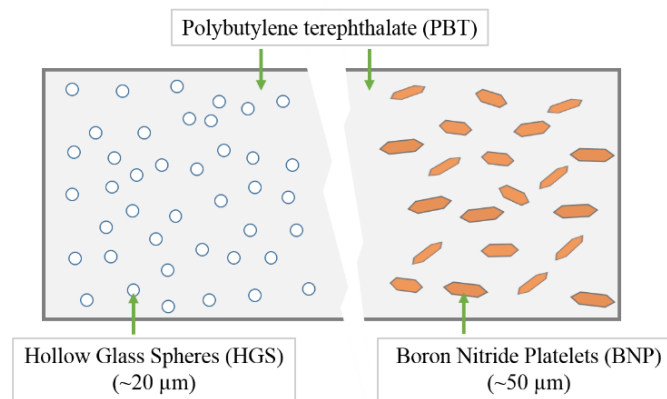 Polybutylene terephthalate (PBT)
Hollow Glass Spheres (HGS)
(~20 µm)
Boron Nitride Platelets (BNP)
(~50 µm)